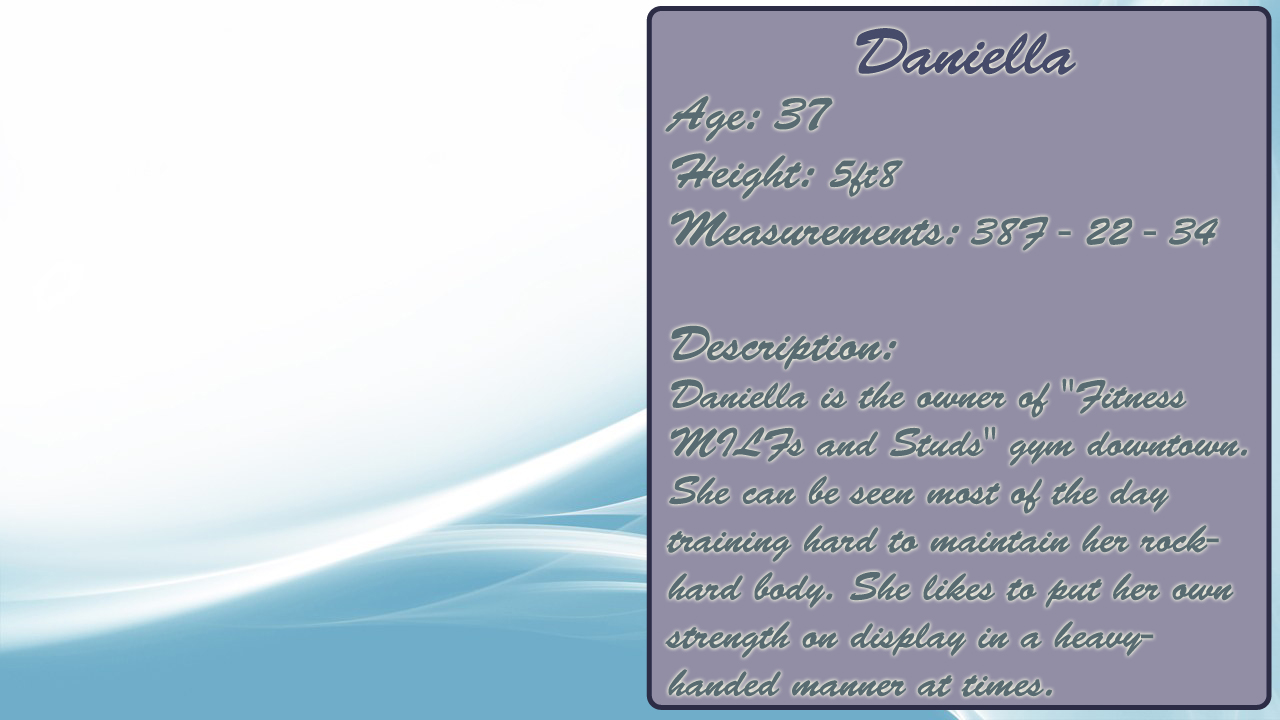 Daniella
Age: 37
Height: 5ft8
Measurements: 38F - 22 - 34
Description:
Daniella is the owner of "Fitness
MILFs and Studs" gym downtown.
She can be seen most of the day
training hard to maintain her rock-
hard body. She likes to put her own
strength on display in a heavy-
handed manner at times.